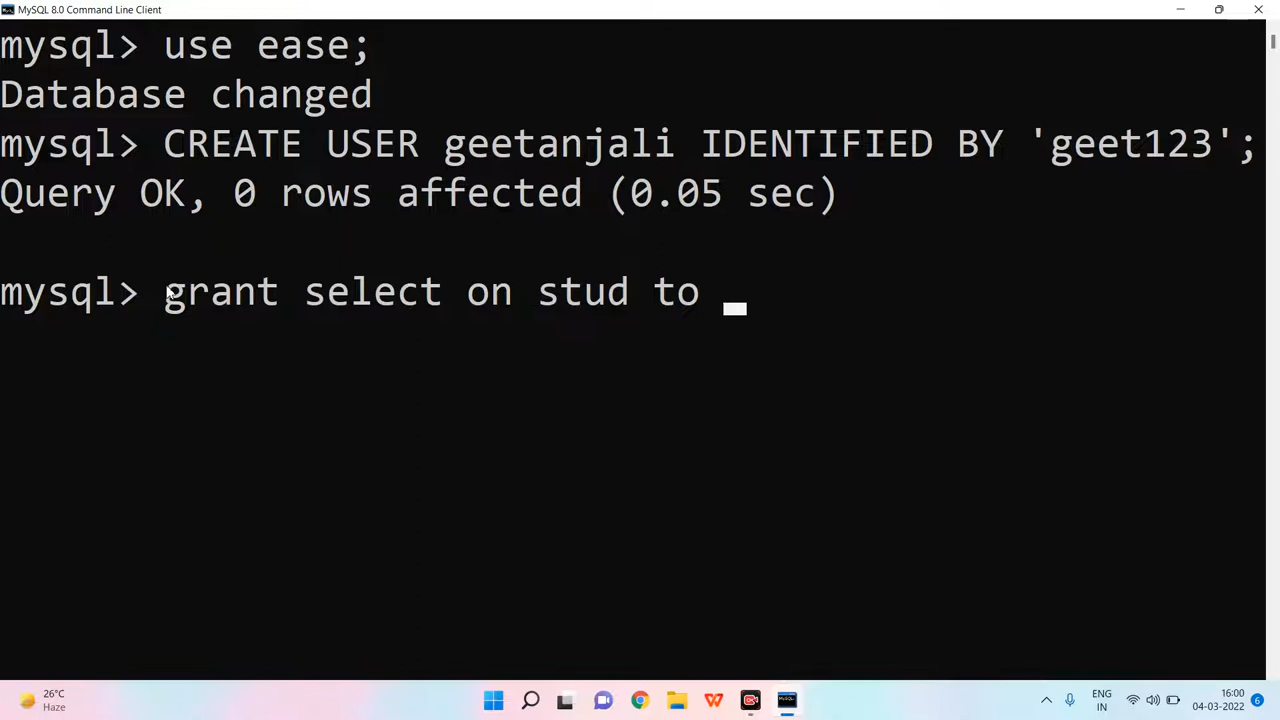 MySQL 8.0 Command Line Client
mysql> use ease;
Database changed
mysql> CREATE USER geetanjali IDENTIFIED BY 'geet123';
Query OK, 0 rows affected (0.05 sec)
mysql> grant select on stud to
26°C
Haze
ENG
IN
16:00
04-03-2022
6